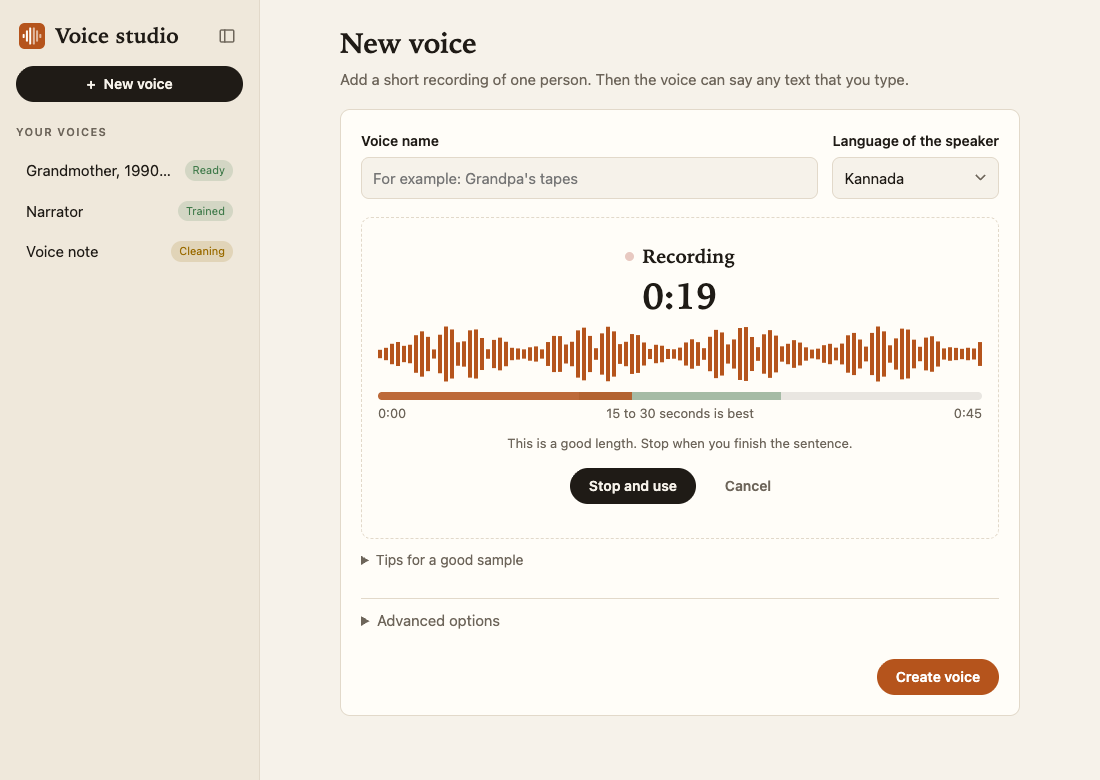 Voice studio
+ New voice
YOUR VOICES
Grandmother, 1990... Ready
Narrator Trained
Voice note Cleaning
New voice
Add a short recording of one person. Then the voice can say any text that you type.
Voice name
Language of the speaker
For example: Grandpa's tapes
Kannada
Recording
0:19
0:00 15 to 30 seconds is best 0:45
This is a good length. Stop when you finish the sentence.
Stop and use Cancel
Tips for a good sample
Advanced options
Create voice